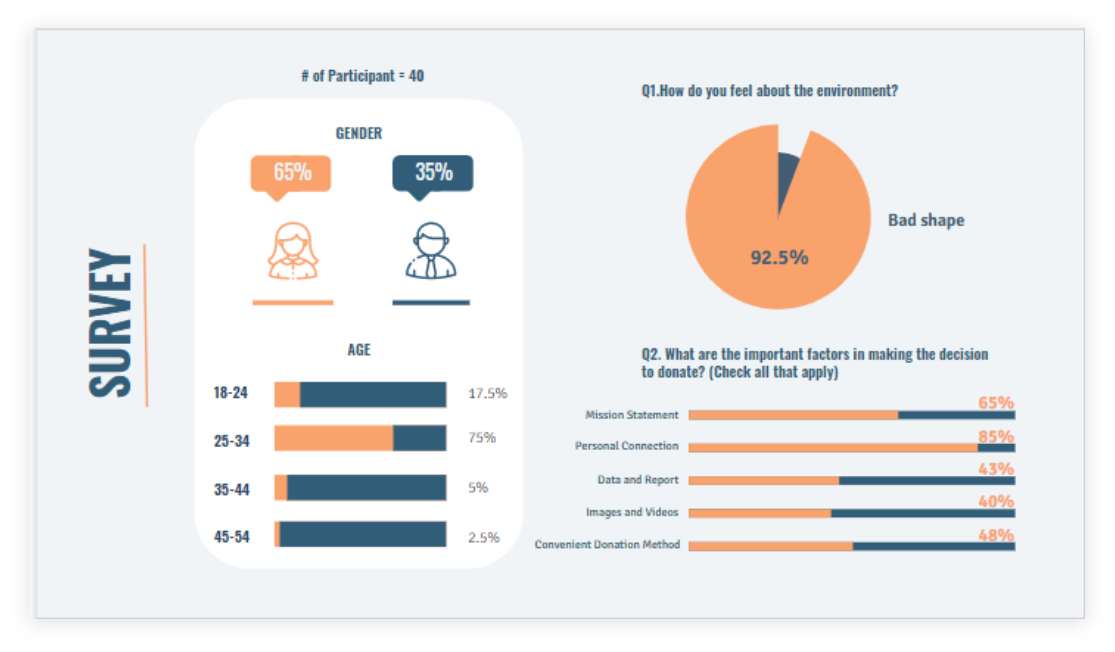 SURVEY
# of Participant = 40
GENDER
65%
35%
AGE
18-24
17.5%
25-34
75%
35-44
5%
45-54
2.5%
Q1.How do you feel about the environment?
92.5%
Bad shape
Q2. What are the important factors in making the decision
to donate? (Check all that apply)
Mission Statement
65%
Personal Connection
85%
Data and Report
43%
Images and Videos
40%
Convenient Donation Method
48%